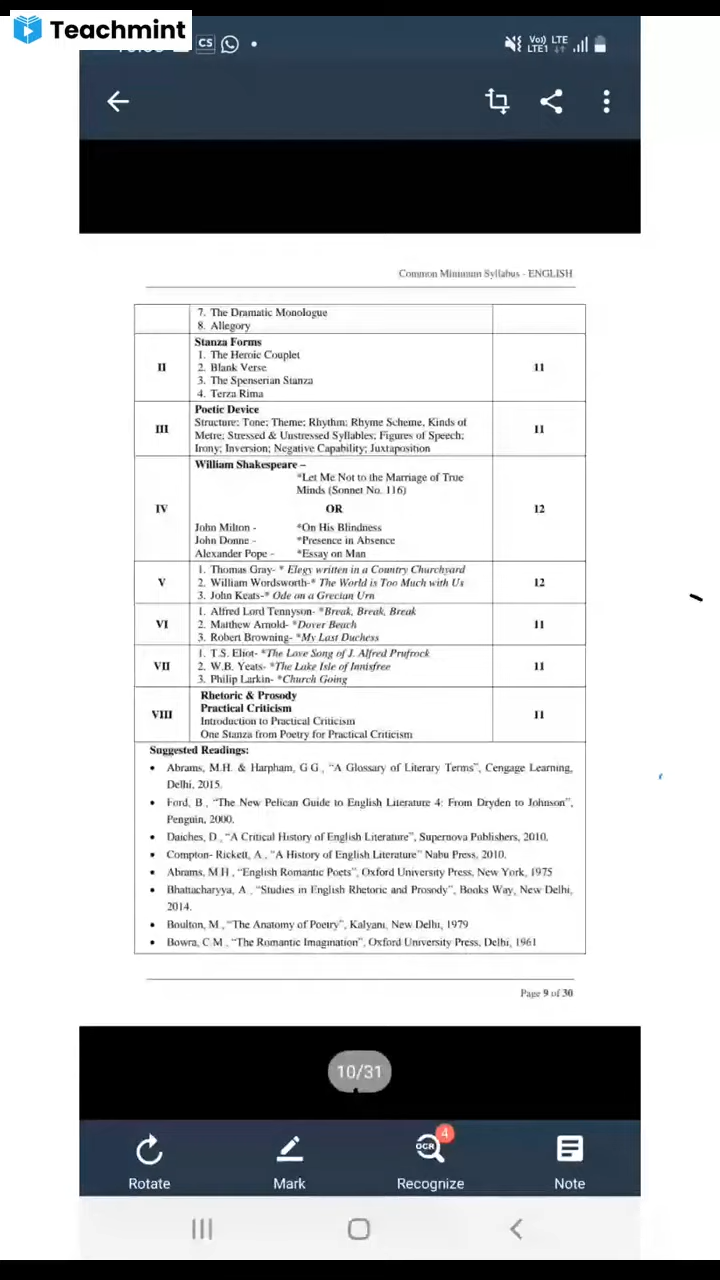 Teachmint
CS
Vo) LTE
LTE1
Common Minimum Syllabus - ENGLISH
7. The Dramatic Monologue
8. Allegory
II
Stanza Forms
1. The Heroic Couplet
2. Blank Verse
3. The Spenserian Stanza
4. Terza Rima
11
III
Poetic Device
Structure; Tone; Theme; Rhythm; Rhyme Scheme, Kinds of
Metre; Stressed & Unstressed Syllables; Figures of Speech;
Irony; Inversion; Negative Capability; Juxtaposition
11
IV
William Shakespeare –
*Let Me Not to the Marriage of True
Minds (Sonnet No. 116)
OR
John Milton - *On His Blindness
John Donne - *Presence in Absence
Alexander Pope - *Essay on Man
12
V
1. Thomas Gray- * Elegy written in a Country Churchyard
2. William Wordsworth-* The World is Too Much with Us
3. John Keats-* Ode on a Grecian Urn
12
VI
1. Alfred Lord Tennyson- *Break, Break, Break
2. Matthew Arnold- *Dover Beach
3. Robert Browning- *My Last Duchess
11
VII
1. T.S. Eliot- *The Love Song of J. Alfred Prufrock
2. W.B. Yeats- *The Lake Isle of Innisfree
3. Philip Larkin- *Church Going
11
VIII
Rhetoric & Prosody
Practical Criticism
Introduction to Practical Criticism
One Stanza from Poetry for Practical Criticism
11
Suggested Readings:
• Abrams, M.H. & Harpham, G.G., “A Glossary of Literary Terms”, Cengage Learning,
Delhi, 2015.
• Ford, B., “The New Pelican Guide to English Literature 4: From Dryden to Johnson”,
Penguin, 2000.
• Daiches, D., “A Critical History of English Literature”, Supernova Publishers, 2010.
• Compton- Rickett, A., “A History of English Literature” Nabu Press, 2010.
• Abrams, M.H., “English Romantic Poets”, Oxford University Press, New York, 1975
• Bhattacharyya, A., “Studies in English Rhetoric and Prosody”, Books Way, New Delhi,
2014.
• Boulton, M., “The Anatomy of Poetry”, Kalyani, New Delhi, 1979
• Bowra, C.M., “The Romantic Imagination”, Oxford University Press, Delhi, 1961
Page 9 of 30
10/31
OCR
4
Rotate
Mark
Recognize
Note